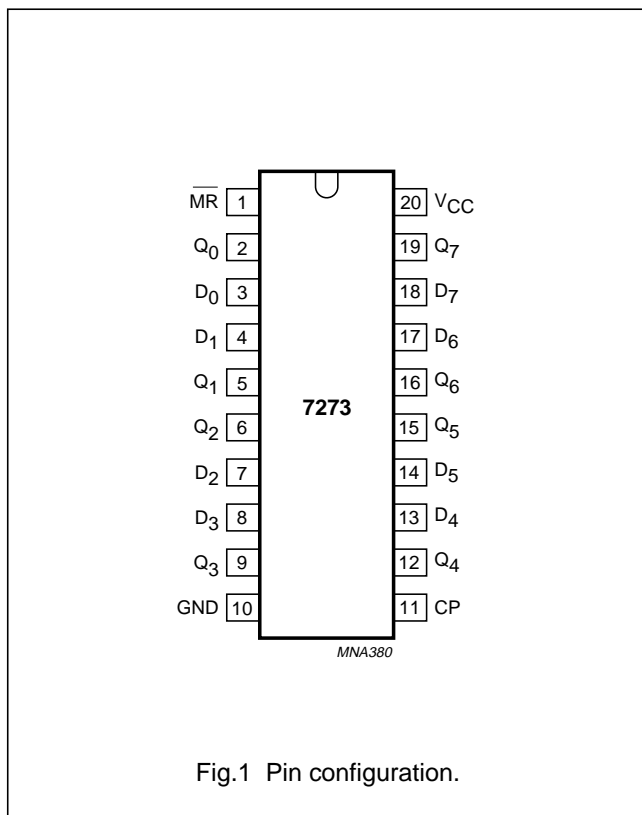 M̅R̅ 1 20 VCC
Q0 2 19 Q7
D0 3 18 D7
D1 4 17 D6
Q1 5 16 Q6
7273
Q2 6 15 Q5
D2 7 14 D5
D3 8 13 D4
Q3 9 12 Q4
GND 10 11 CP
MNA380
Fig.1 Pin configuration.